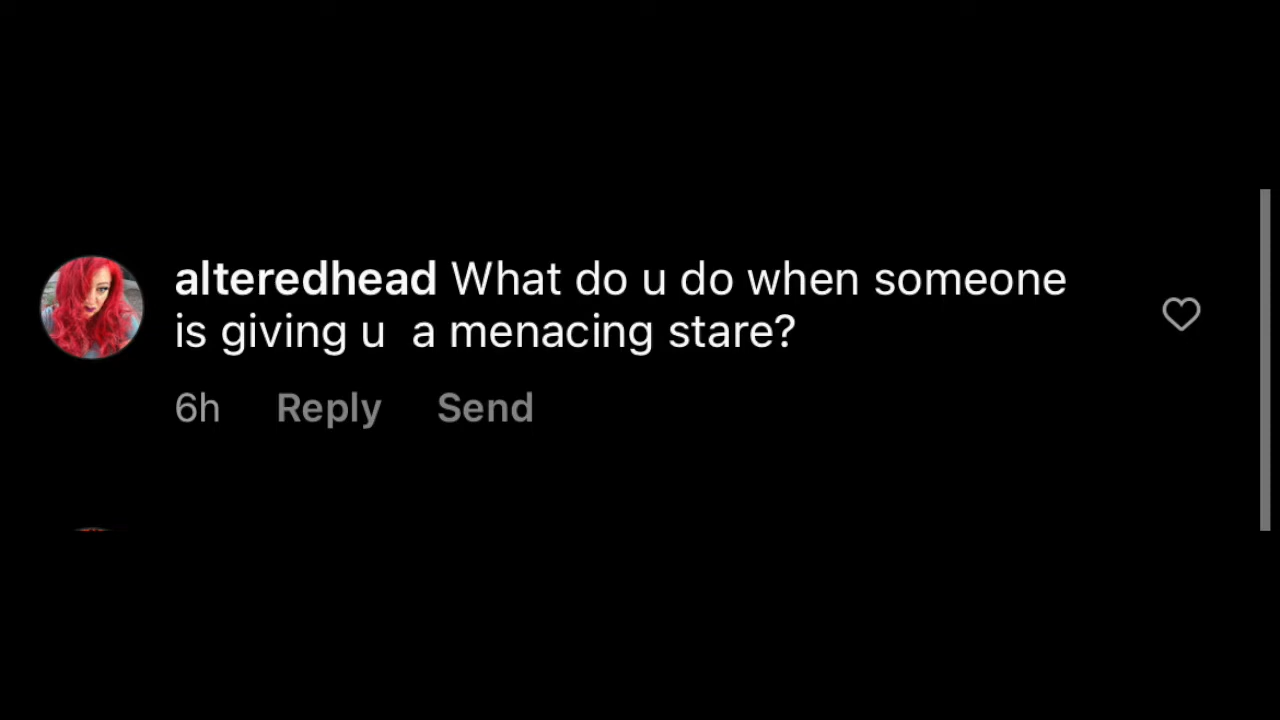 alteredhead What do u do when someone
is giving u  a menacing stare?
6h Reply Send